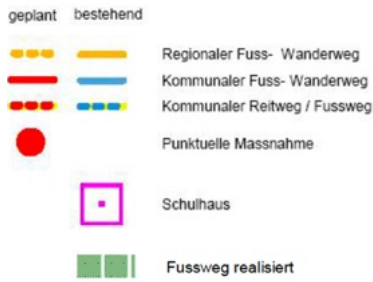 geplant bestehend
Regionaler Fuss- Wanderweg
Kommunaler Fuss- Wanderweg
Kommunaler Reitweg / Fussweg
Punktuelle Massnahme
Schulhaus
Fussweg realisiert